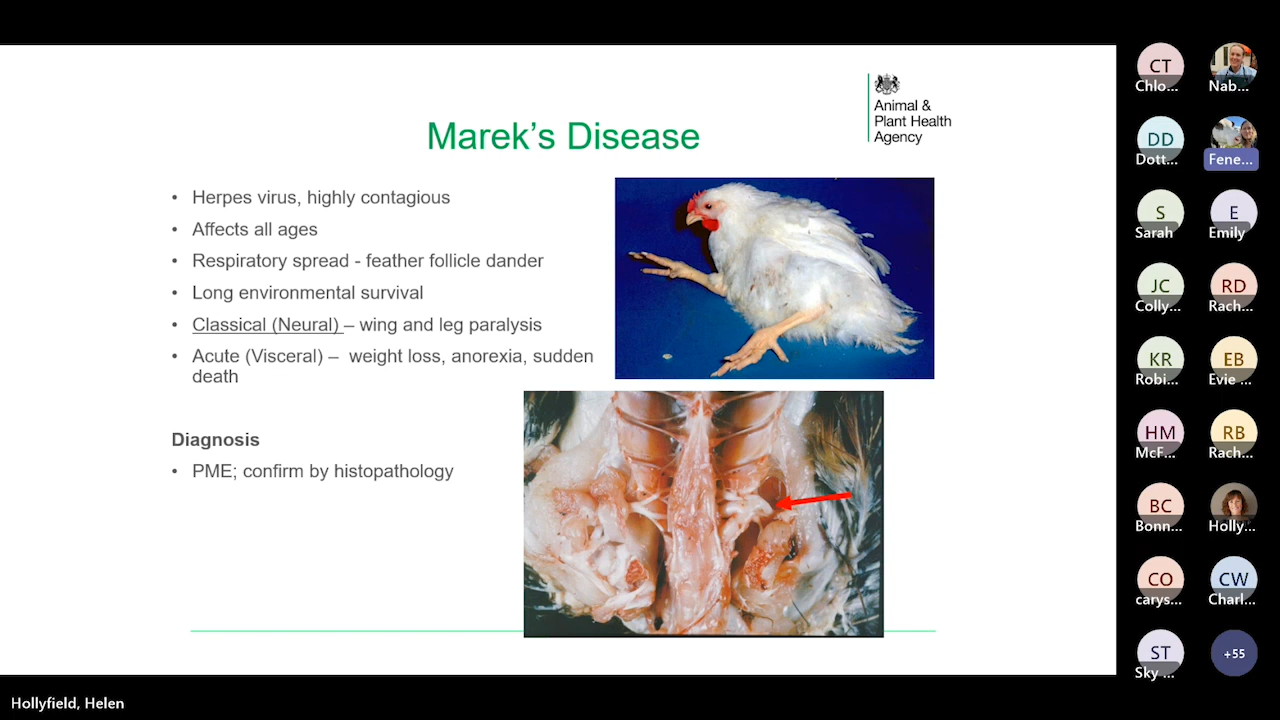 Animal &
Plant Health
Agency
Marek's Disease
• Herpes virus, highly contagious
• Affects all ages
• Respiratory spread - feather follicle dander
• Long environmental survival
• Classical (Neural) – wing and leg paralysis
• Acute (Visceral) – weight loss, anorexia, sudden
death
Diagnosis
• PME; confirm by histopathology
CT
Chlo...
Nab...
DD
Dott...
Fene...
S
Sarah
E
Emily
JC
Colly...
RD
Rach...
KR
Robi...
EB
Evie ...
HM
McF...
RB
Rach...
BC
Bonn...
Holly...
CO
carys...
CW
Charl...
ST
Sky ...
+55
Hollyfield, Helen